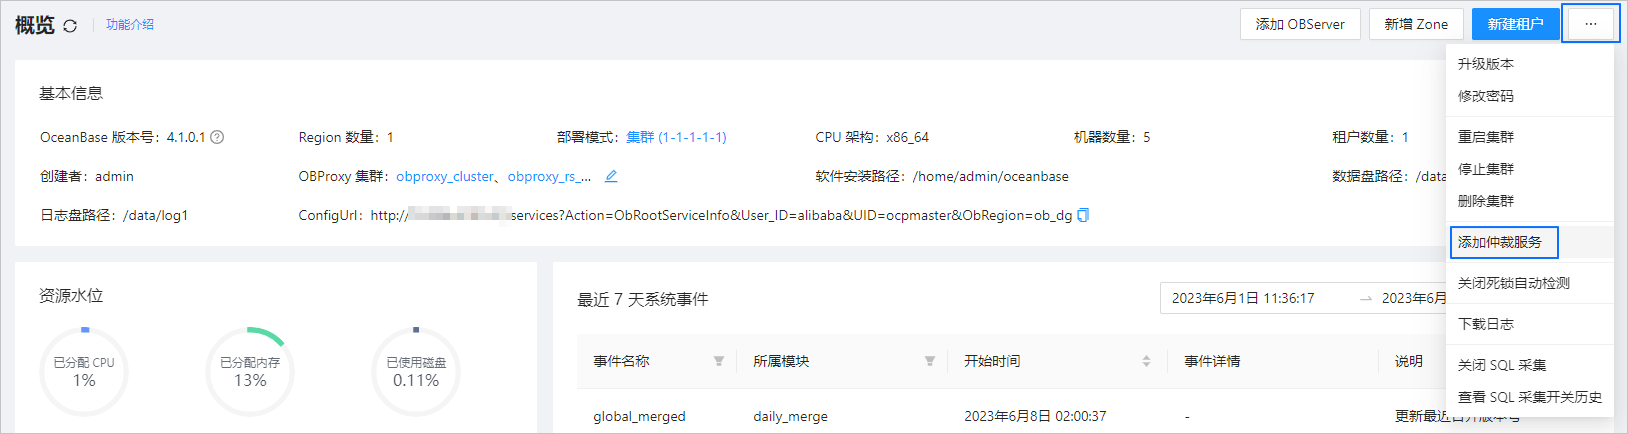 概览
功能介绍
添加 OBServer
新增 Zone
新建租户
...
基本信息
OceanBase 版本号：4.1.0.1
Region 数量：1
部署模式：集群 (1-1-1-1-1)
CPU 架构：x86_64
机器数量：5
租户数量：1
创建者：admin
OBProxy 集群：obproxy_cluster、obproxy_rs_...
软件安装路径：/home/admin/oceanbase
数据盘路径：/data
日志盘路径：/data/log1
ConfigUrl：http://services?Action=ObRootServiceInfo&User_ID=alibaba&UID=ocpmaster&ObRegion=ob_dg
升级版本
修改密码
重启集群
停止集群
删除集群
添加仲裁服务
关闭死锁自动检测
下载日志
关闭 SQL 采集
查看 SQL 采集开关历史
资源水位
已分配 CPU
1%
已分配内存
13%
已使用磁盘
0.11%
最近 7 天系统事件
2023年6月1日 11:36:17
2023年6月
事件名称
所属模块
开始时间
事件详情
说明
global_merged
daily_merge
2023年6月8日 02:00:37
-
更新最近合并版本号